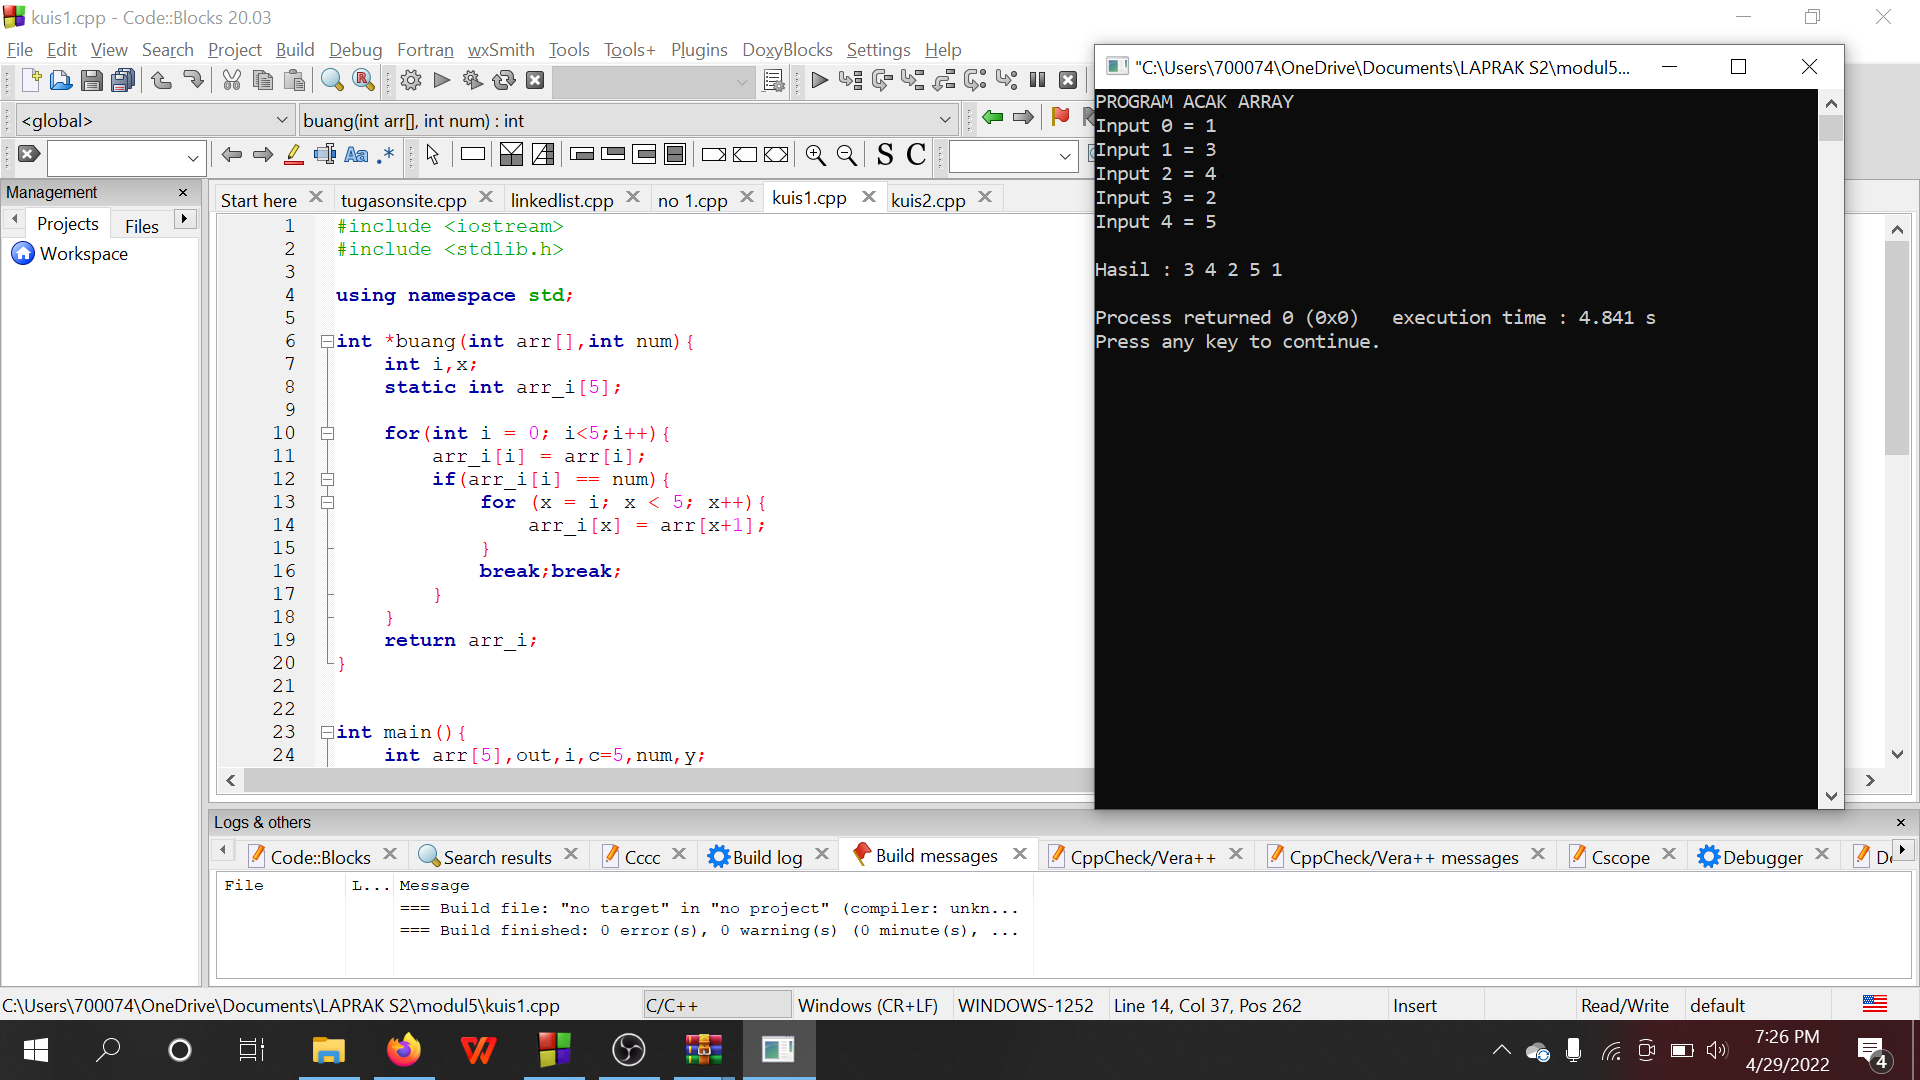 kuis1.cpp - Code::Blocks 20.03
File Edit View Search Project Build Debug Fortran wxSmith Tools Tools+ Plugins DoxyBlocks Settings Help
<global>
buang(int arr[], int num) : int
Aa .* S C
Management
Projects Files
Workspace
Start here tugasonsite.cpp linkedlist.cpp no 1.cpp kuis1.cpp kuis2.cpp
1 #include <iostream>
2 #include <stdlib.h>
3
4 using namespace std;
5
6 int *buang(int arr[],int num){
7 int i,x;
8 static int arr_i[5];
9
10 for(int i = 0; i<5;i++){
11 arr_i[i] = arr[i];
12 if(arr_i[i] == num){
13 for (x = i; x < 5; x++){
14 arr_i[x] = arr[x+1];
15 }
16 break;break;
17 }
18 }
19 return arr_i;
20 }
21
22
23 int main(){
24 int arr[5],out,i,c=5,num,y;
"C:\Users\700074\OneDrive\Documents\LAPRAK S2\modul5...
PROGRAM ACAK ARRAY
Input 0 = 1
Input 1 = 3
Input 2 = 4
Input 3 = 2
Input 4 = 5
Hasil : 3 4 2 5 1
Process returned 0 (0x0) execution time : 4.841 s
Press any key to continue.
Logs & others
Code::Blocks Search results Cccc Build log Build messages CppCheck/Vera++ CppCheck/Vera++ messages Cscope Debugger
File L... Message
=== Build file: "no target" in "no project" (compiler: unkn...
=== Build finished: 0 error(s), 0 warning(s) (0 minute(s), ...
C:\Users\700074\OneDrive\Documents\LAPRAK S2\modul5\kuis1.cpp C/C++ Windows (CR+LF) WINDOWS-1252 Line 14, Col 37, Pos 262 Insert Read/Write default
7:26 PM
4/29/2022
4